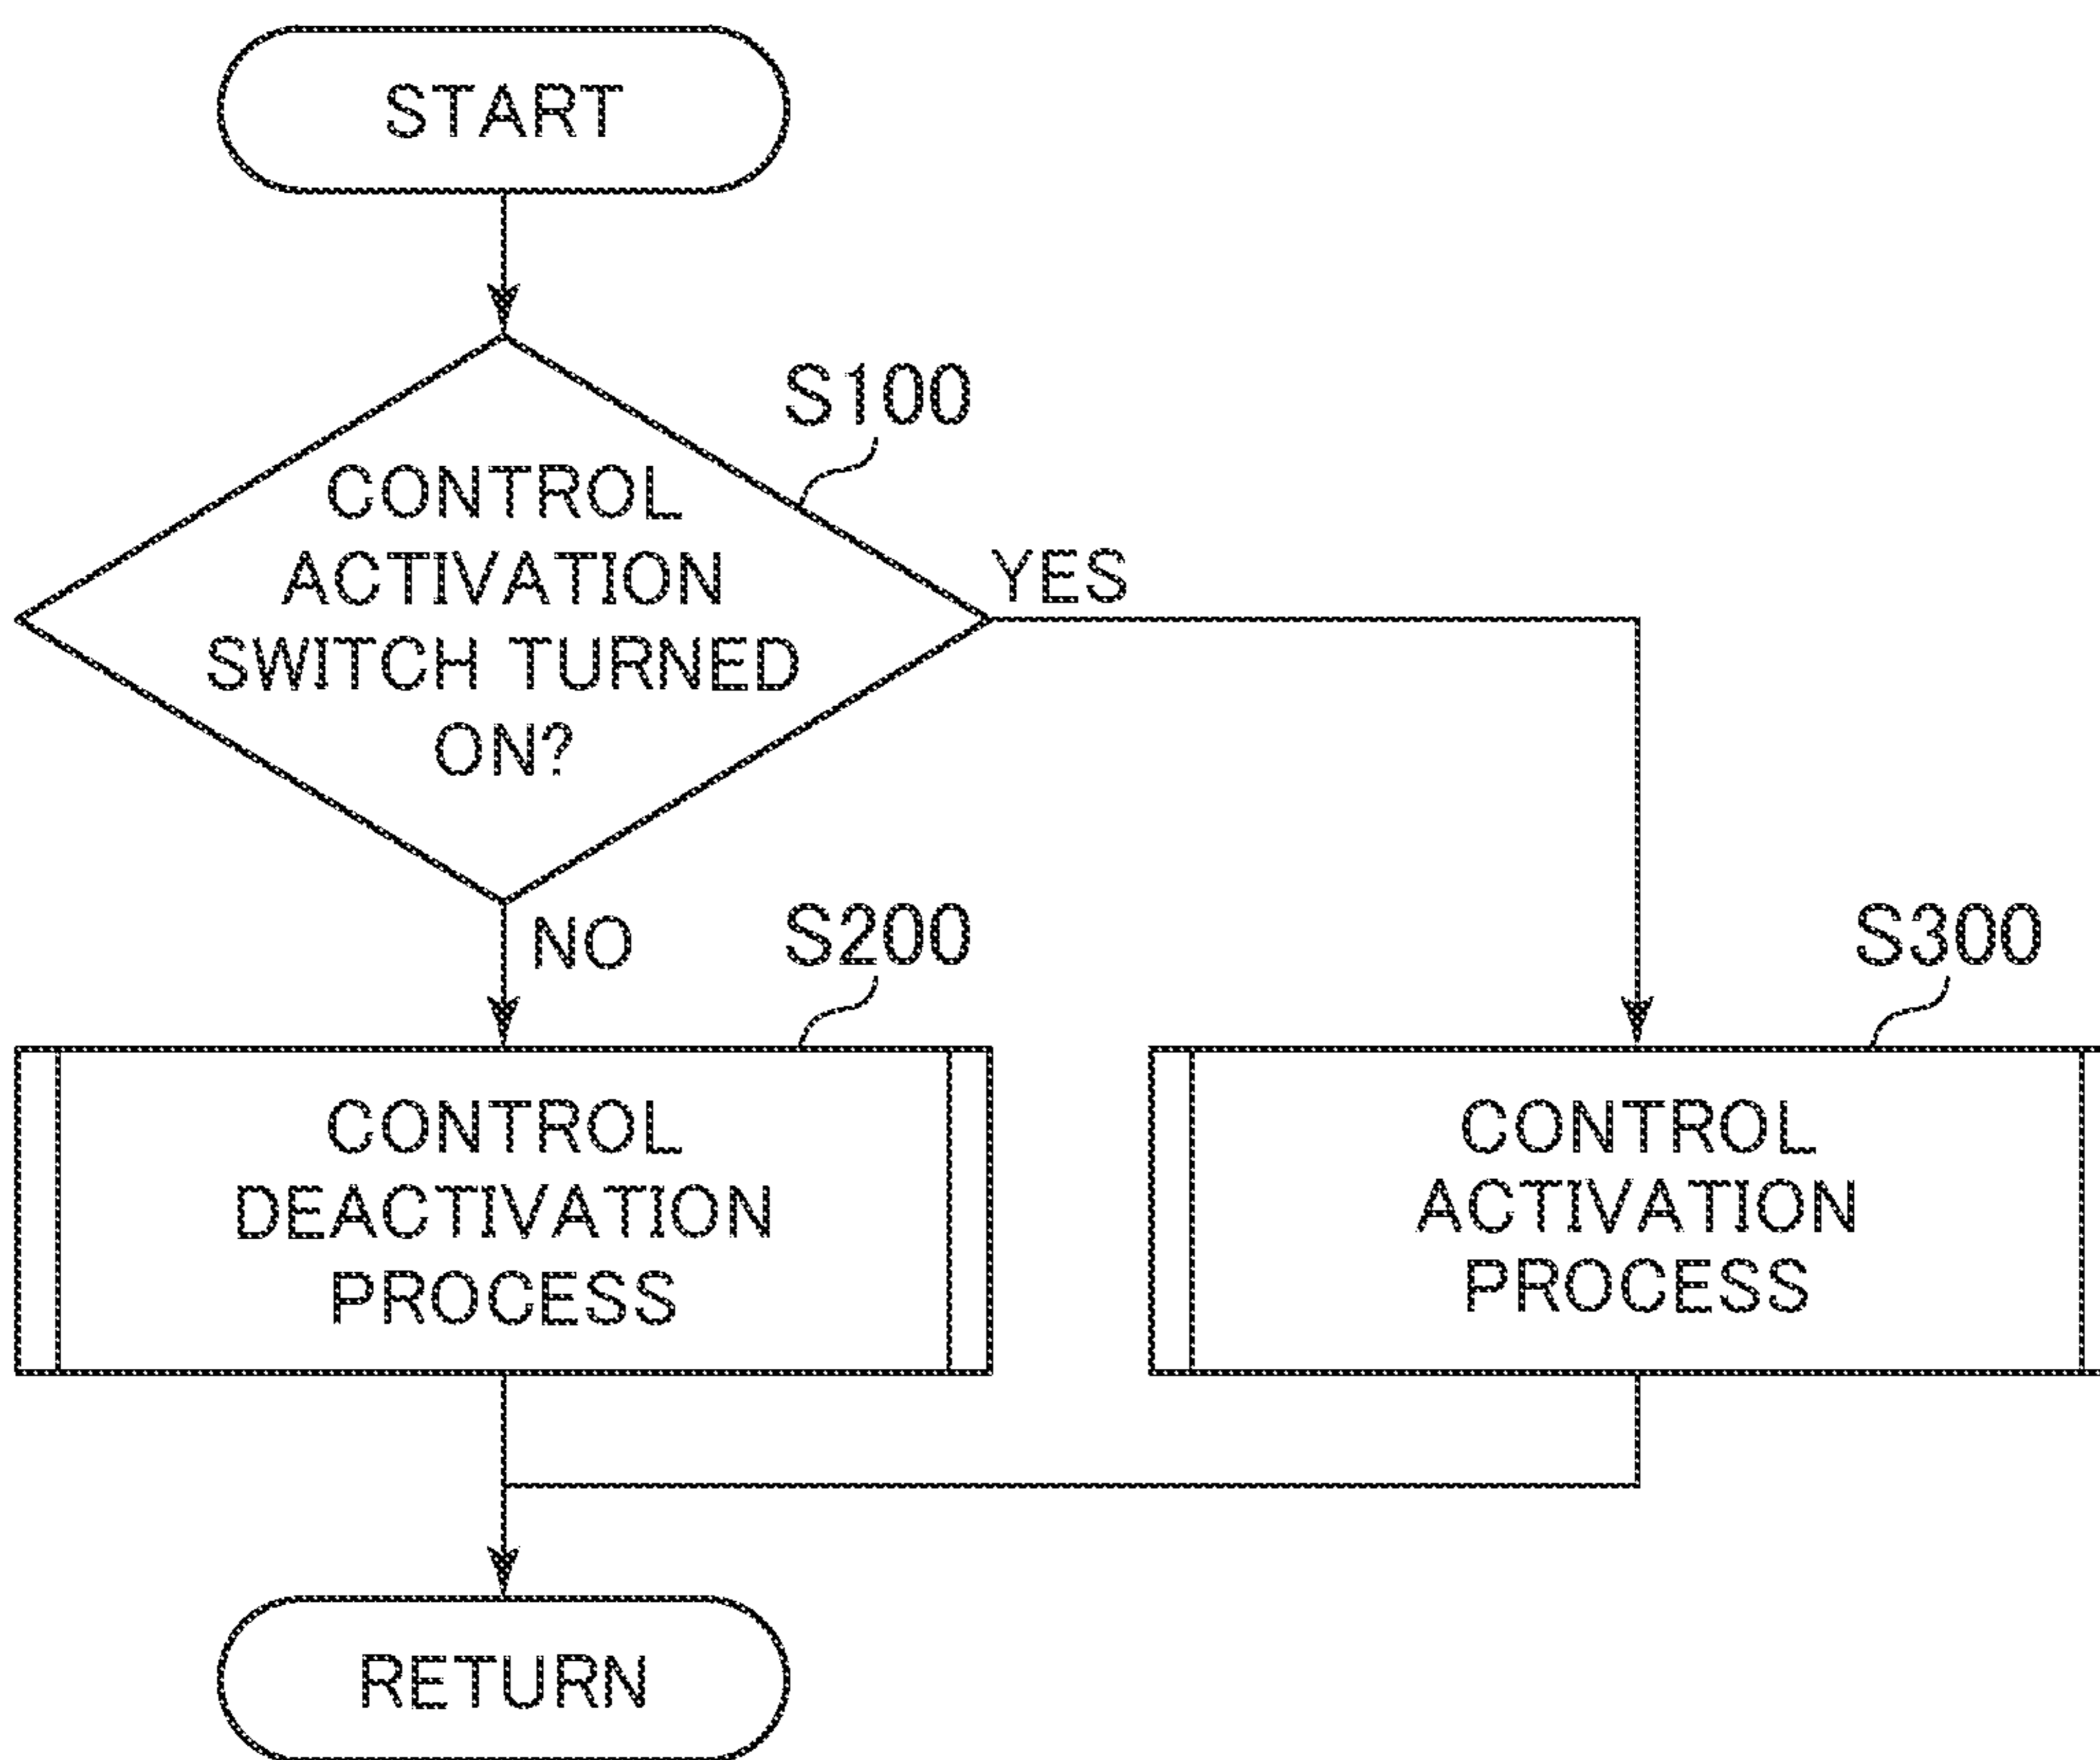 START
S100
CONTROL
ACTIVATION
SWITCH TURNED
ON?
YES
NO
S200
S300
CONTROL
DEACTIVATION
PROCESS
CONTROL
ACTIVATION
PROCESS
RETURN